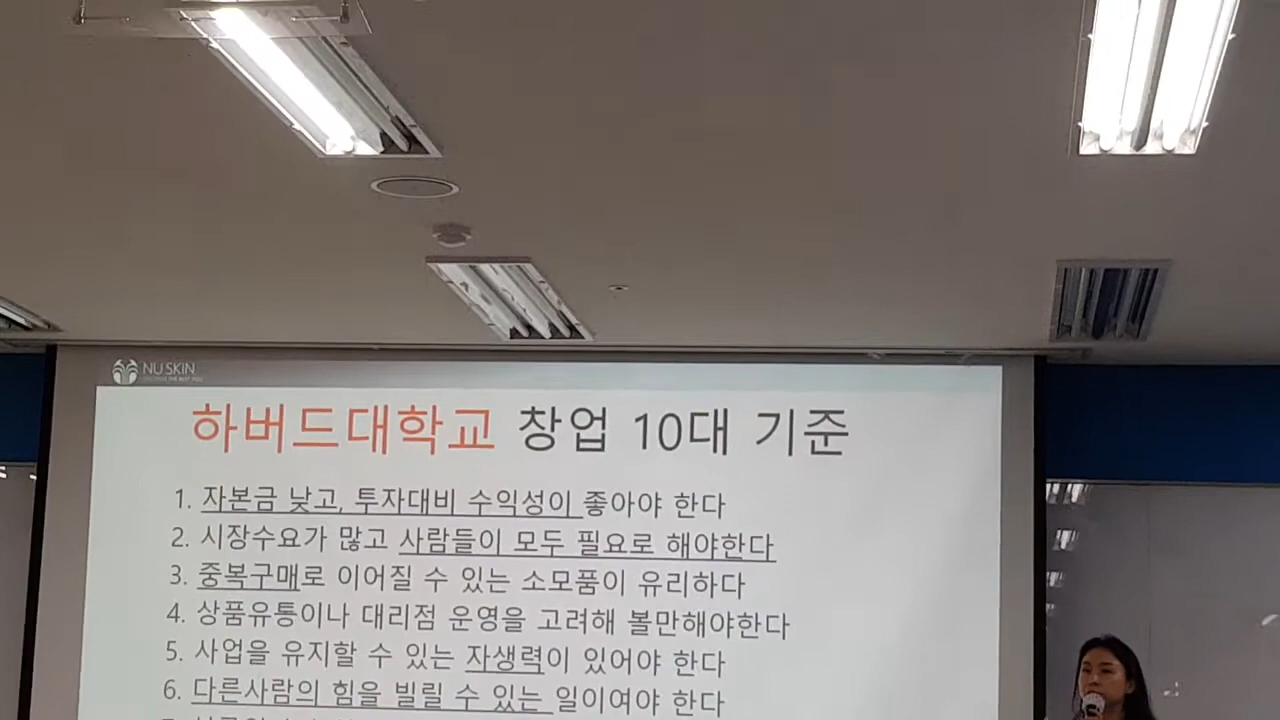 NU SKIN
하버드대학교 창업 10대 기준
1. 자본금 낮고, 투자대비 수익성이 좋아야 한다
2. 시장수요가 많고 사람들이 모두 필요로 해야한다
3. 중복구매로 이어질 수 있는 소모품이 유리하다
4. 상품유통이나 대리점 운영을 고려해 볼만해야한다
5. 사업을 유지할 수 있는 자생력이 있어야 한다
6. 다른사람의 힘을 빌릴 수 있는 일이여야 한다